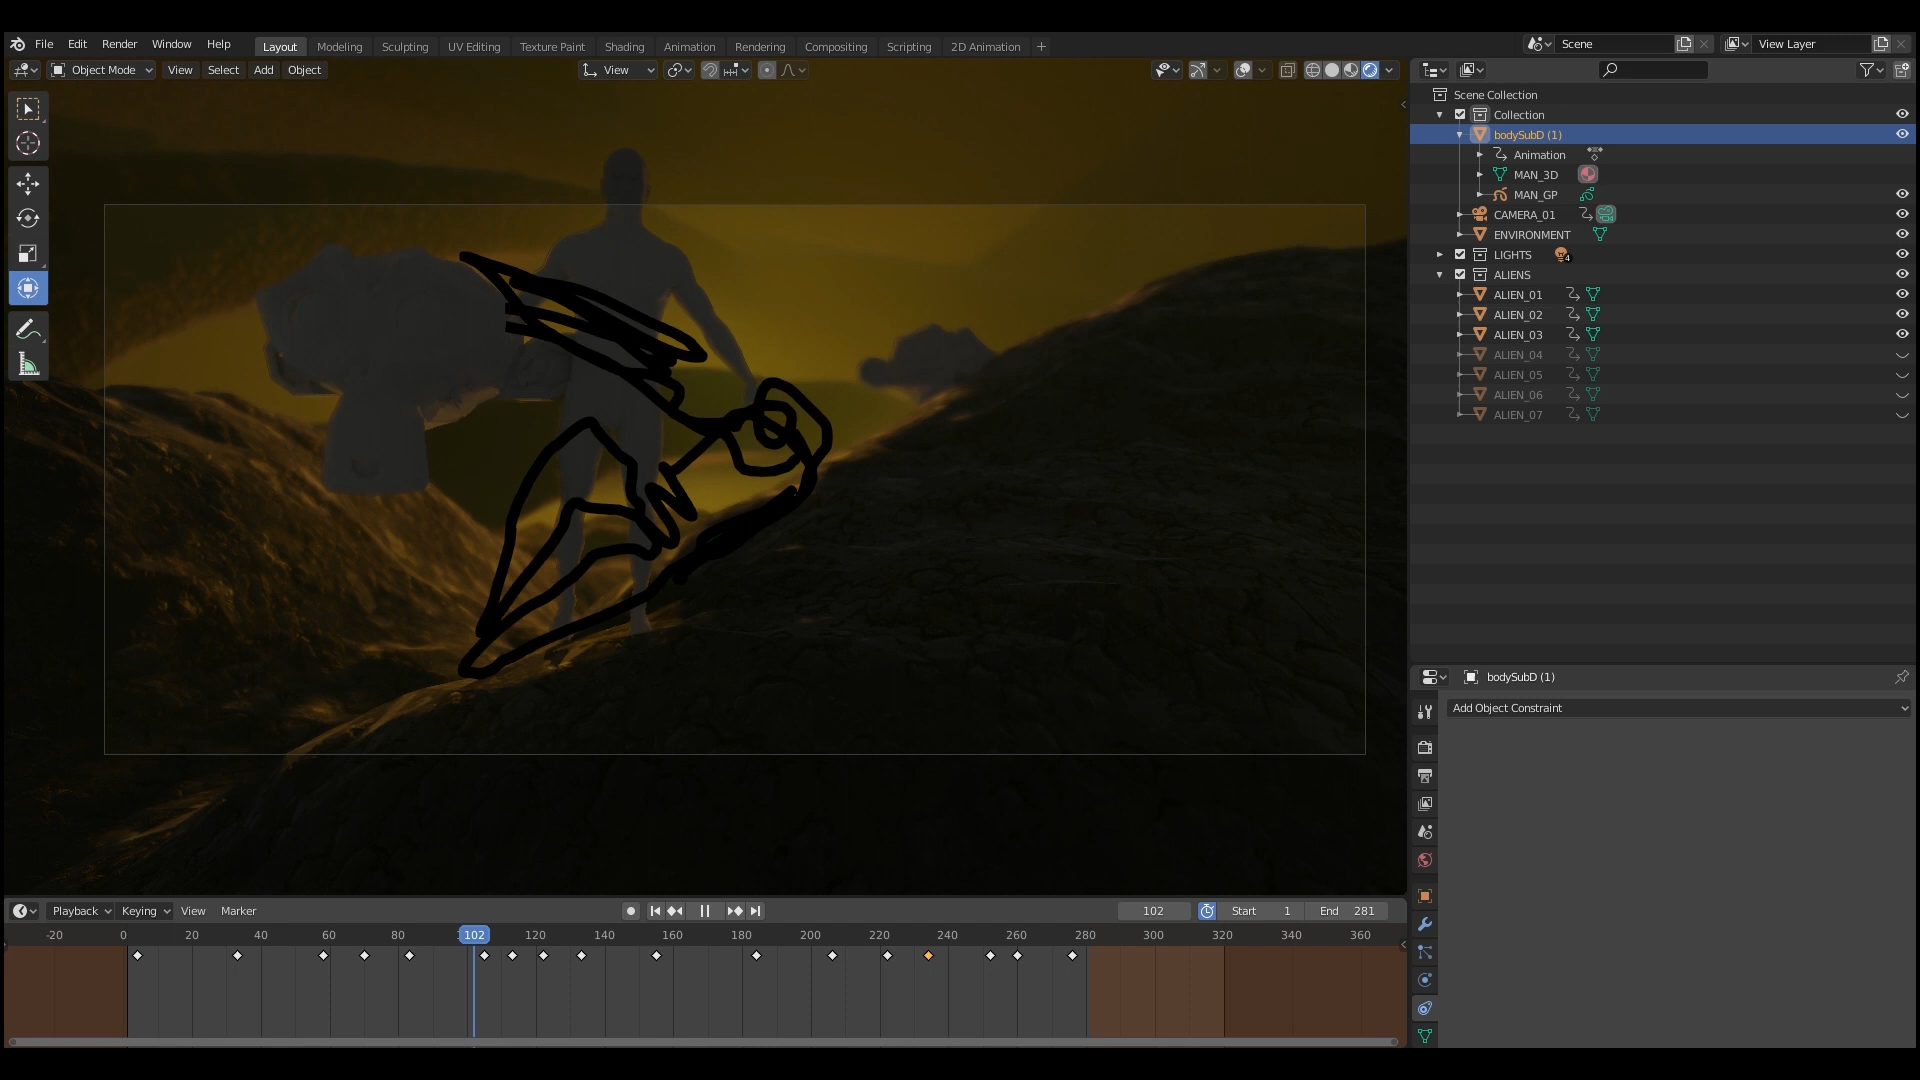 File Edit Render Window Help Layout Modeling Sculpting UV Editing Texture Paint Shading Animation Rendering Compositing Scripting 2D Animation + Scene View Layer
Object Mode View Select Add Object View
Scene Collection
Collection
bodySubD (1)
Animation
MAN_3D
MAN_GP
CAMERA_01
ENVIRONMENT
LIGHTS 4
ALIENS
ALIEN_01
ALIEN_02
ALIEN_03
ALIEN_04
ALIEN_05
ALIEN_06
ALIEN_07
bodySubD (1)
Add Object Constraint
Playback Keying View Marker 102 Start 1 End 281
-20 0 20 40 60 80 102 120 140 160 180 200 220 240 260 280 300 320 340 360